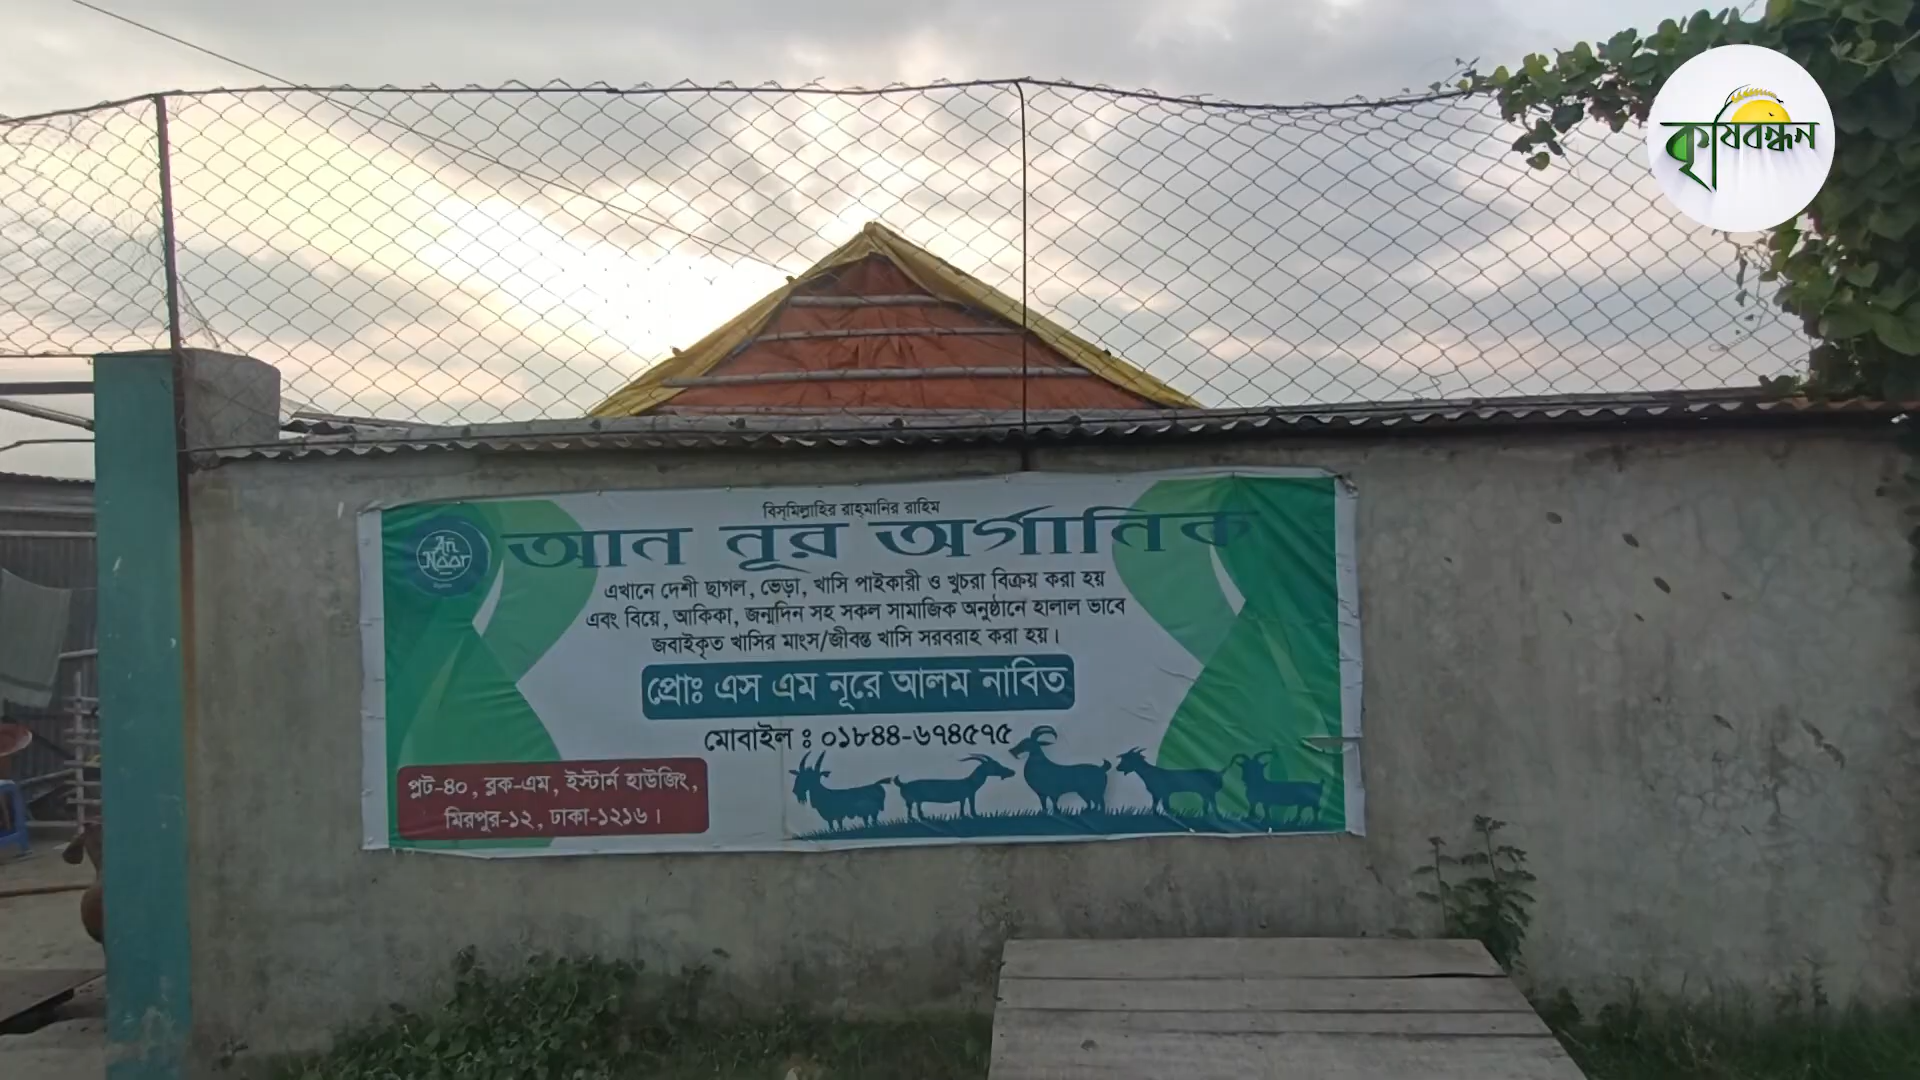 কৃষিবন্ধন
বিসমিল্লাহির রাহমানির রাহিম
An Noor
আন নূর অর্গানিক
এখানে দেশী ছাগল, ভেড়া, খাসি পাইকারী ও খুচরা বিক্রয় করা হয়
এবং বিয়ে, আকিকা, জন্মদিন সহ সকল সামাজিক অনুষ্ঠানে হালাল ভাবে
জবাইকৃত খাসির মাংস/জীবন্ত খাসি সরবরাহ করা হয়।
প্রোঃ এস এম নূরে আলম নাবিত
মোবাইল ঃ ০১৮৪৪-৬৭৪৫৭৫
প্লট-৪০, ব্লক-এম, ইস্টার্ন হাউজিং,
মিরপুর-১২, ঢাকা-১২১৬।